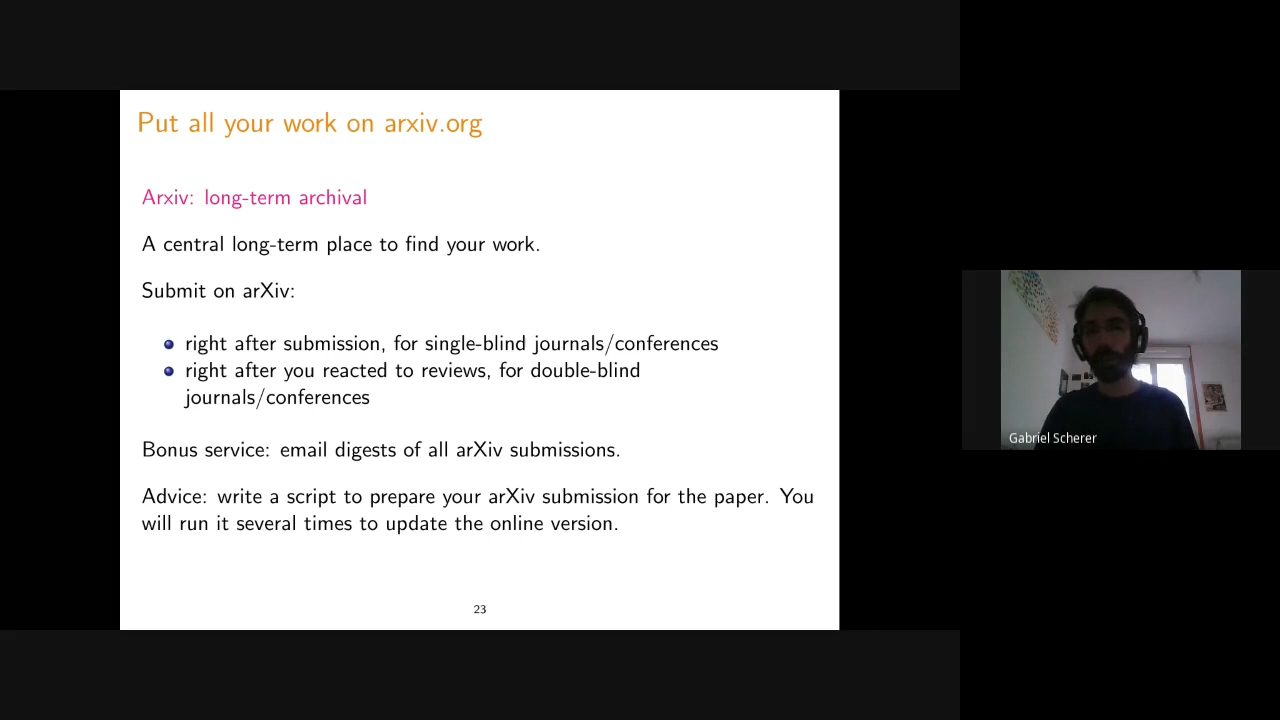 Put all your work on arxiv.org
Arxiv: long-term archival
A central long-term place to find your work.
Submit on arXiv:
right after submission, for single-blind journals/conferences
right after you reacted to reviews, for double-blind
journals/conferences
Bonus service: email digests of all arXiv submissions.
Advice: write a script to prepare your arXiv submission for the paper. You
will run it several times to update the online version.
23
Gabriel Scherer